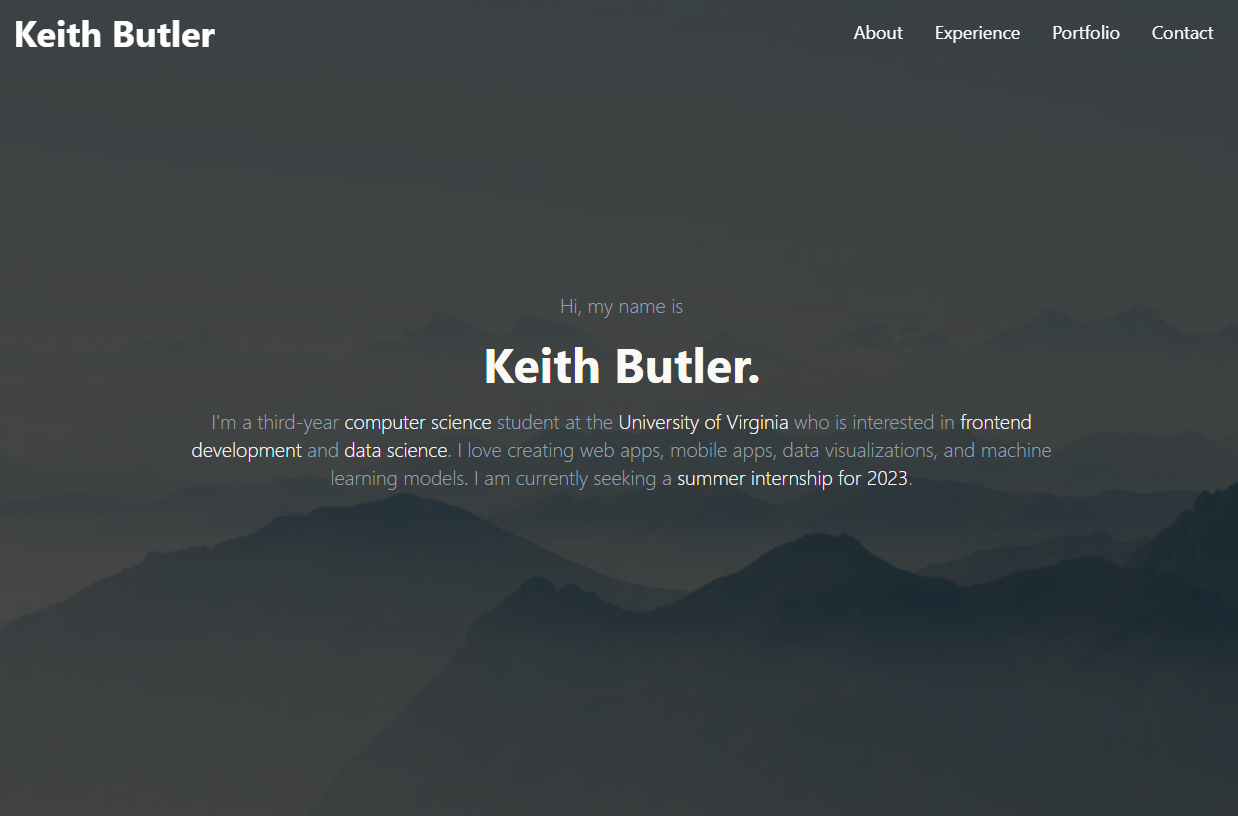 Keith Butler
About Experience Portfolio Contact
Hi, my name is
Keith Butler.
I'm a third-year computer science student at the University of Virginia who is interested in frontend
development and data science. I love creating web apps, mobile apps, data visualizations, and machine
learning models. I am currently seeking a summer internship for 2023.